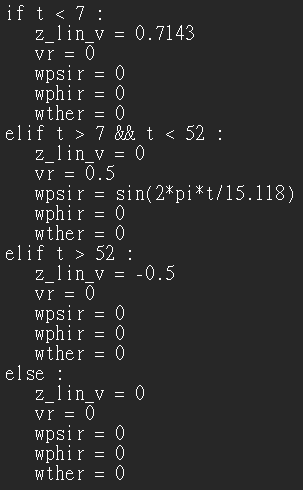 if t < 7 :
z_lin_v = 0.7143
vr = 0
wpsir = 0
wphir = 0
wther = 0
elif t > 7 && t < 52 :
z_lin_v = 0
vr = 0.5
wpsir = sin(2*pi*t/15.118)
wphir = 0
wther = 0
elif t > 52 :
z_lin_v = -0.5
vr = 0
wpsir = 0
wphir = 0
wther = 0
else :
z_lin_v = 0
vr = 0
wpsir = 0
wphir = 0
wther = 0